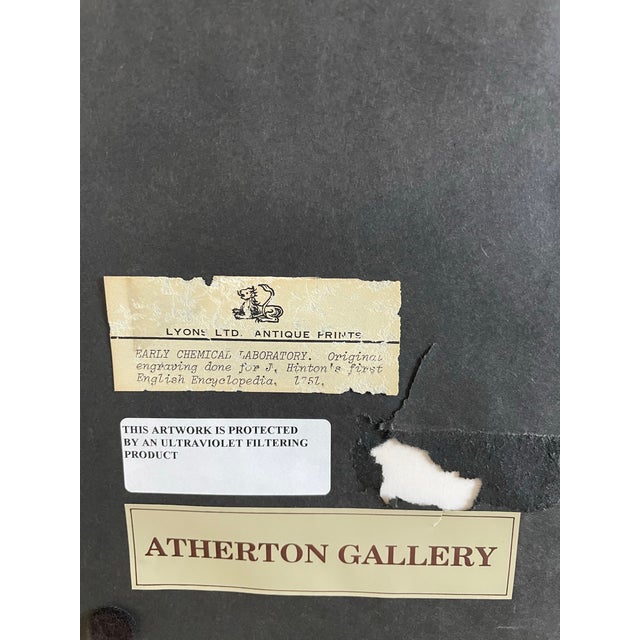 LYONS LTD. ANTIQUE PRINTS
EARLY CHEMICAL LABORATORY. Original
engraving done for J. Hinton's first
English Encyclopedia. 1751.
THIS ARTWORK IS PROTECTED
BY AN ULTRAVIOLET FILTERING
PRODUCT
ATHERTON GALLERY